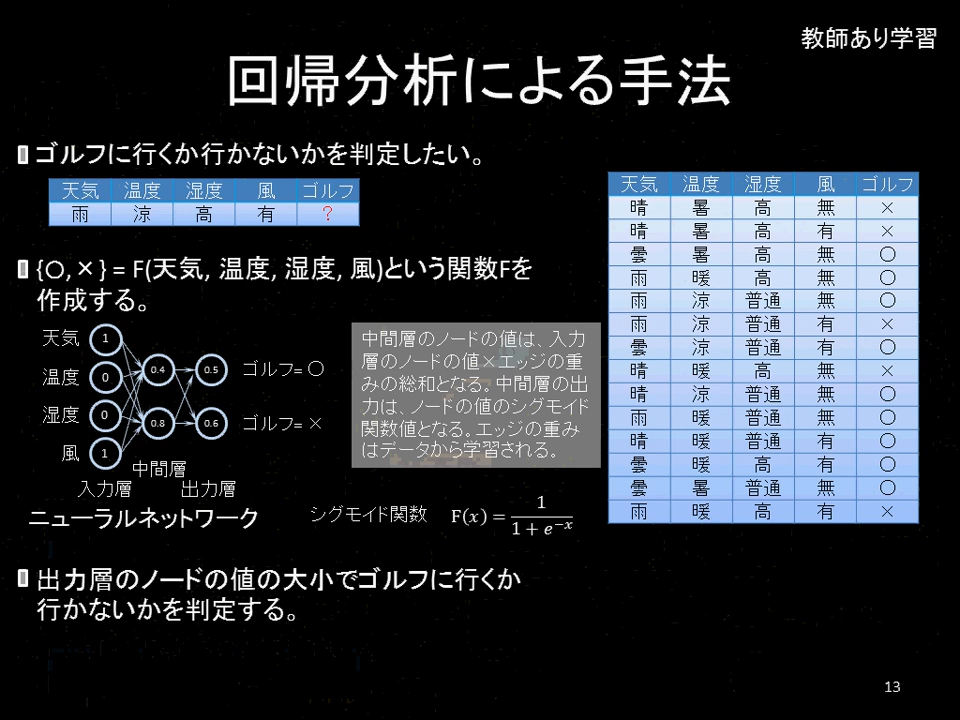 教師あり学習
回帰分析による手法
ゴルフに行くか行かないかを判定したい。
天気 温度 湿度 風 ゴルフ
雨 涼 高 有 ?
{○,×} = F(天気, 温度, 湿度, 風)という関数Fを
作成する。
天気 1
温度 0
湿度 0
風 1
0.4
0.8
0.5
0.6
ゴルフ=○
ゴルフ=×
中間層
入力層
出力層
ニューラルネットワーク
中間層のノードの値は、入力
層のノードの値×エッジの重
みの総和となる。中間層の出
力は、ノードの値のシグモイド
関数値となる。エッジの重み
はデータから学習される。
シグモイド関数 F(x) = 1 / (1 + e^{-x})
出力層のノードの値の大小でゴルフに行くか
行かないかを判定する。
天気 温度 湿度 風 ゴルフ
晴 暑 高 無 ×
晴 暑 高 有 ×
曇 暑 高 無 ○
雨 暖 高 無 ○
雨 涼 普通 無 ○
雨 涼 普通 有 ×
曇 涼 普通 有 ○
晴 暖 高 無 ×
晴 涼 普通 無 ○
雨 暖 普通 無 ○
晴 暖 普通 有 ○
曇 暖 高 有 ○
曇 暑 普通 無 ○
雨 暖 高 有 ×
13